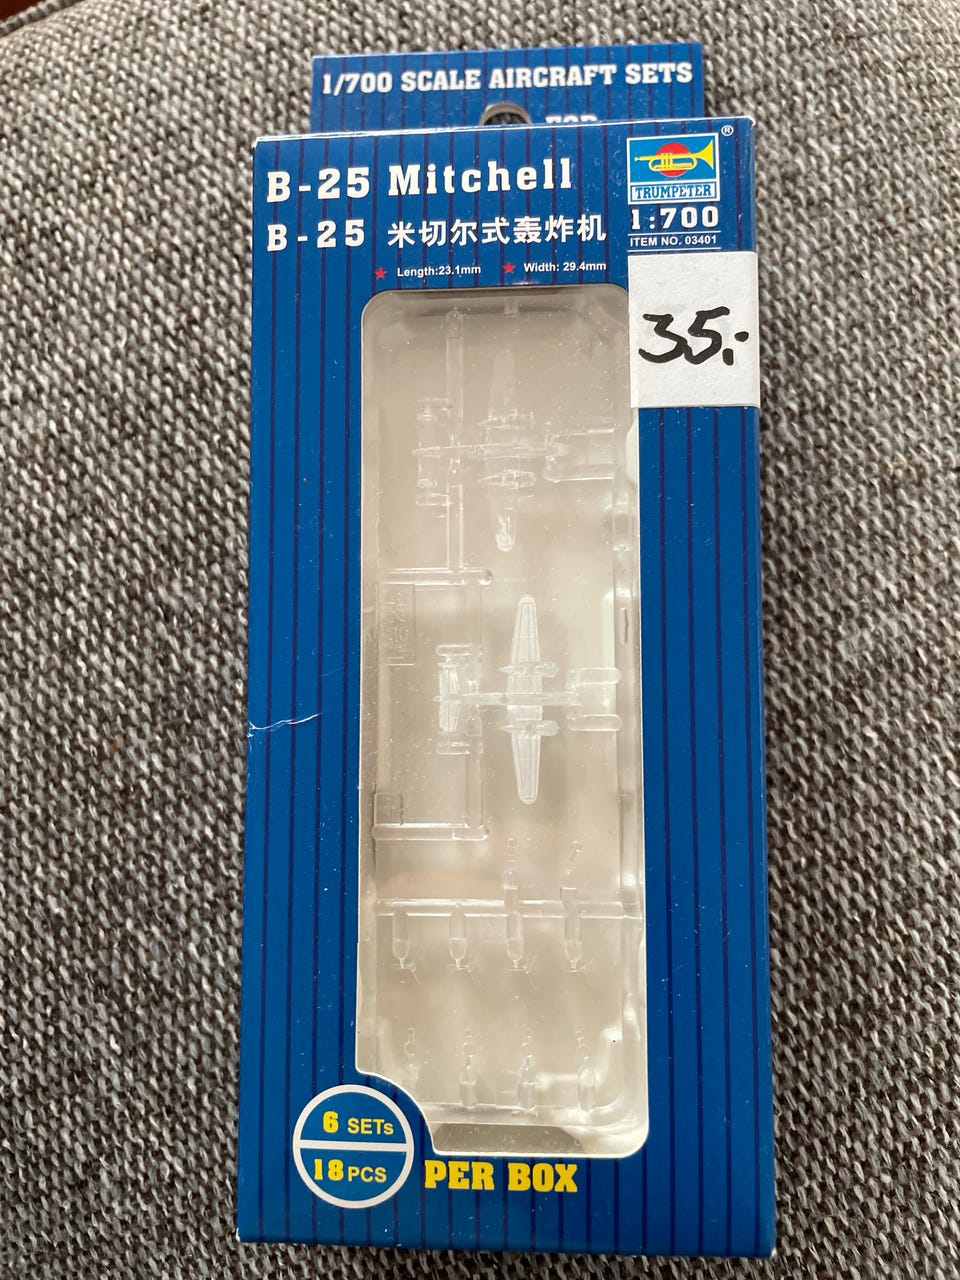 1/700 SCALE AIRCRAFT SETS
FOR
B-25 Mitchell
B-25 米切尔式轰炸机
★ Length:23.1mm ★ Width: 29.4mm
®
TRUMPETER
1:700
ITEM NO. 03401
35:-
6 SETs
18 PCS
PER BOX